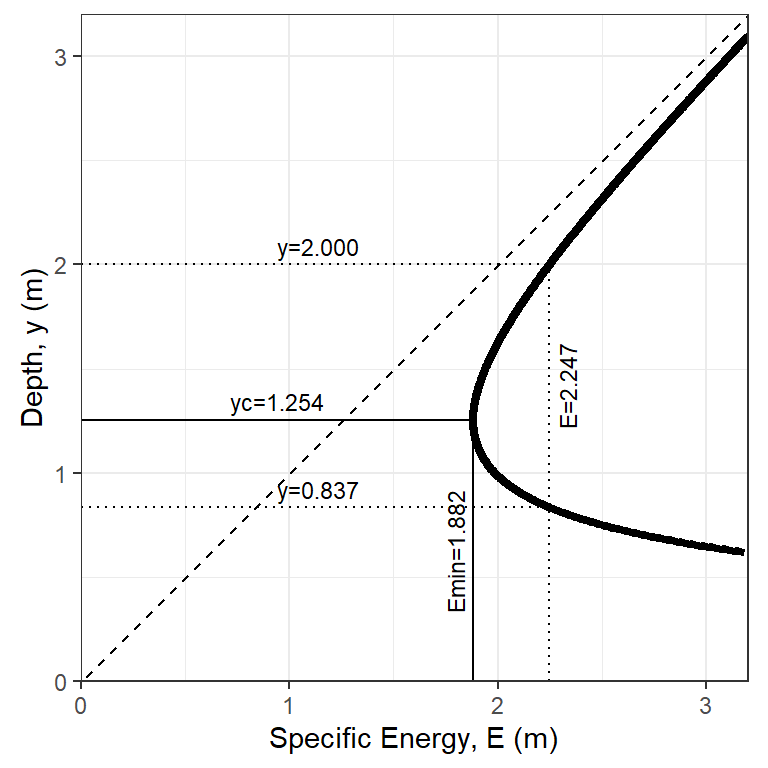 3
2
1
0
y=2.000
yc=1.254
y=0.837
Emin=1.882
E=2.247
0
1
2
3
Specific Energy, E (m)
Depth, y (m)